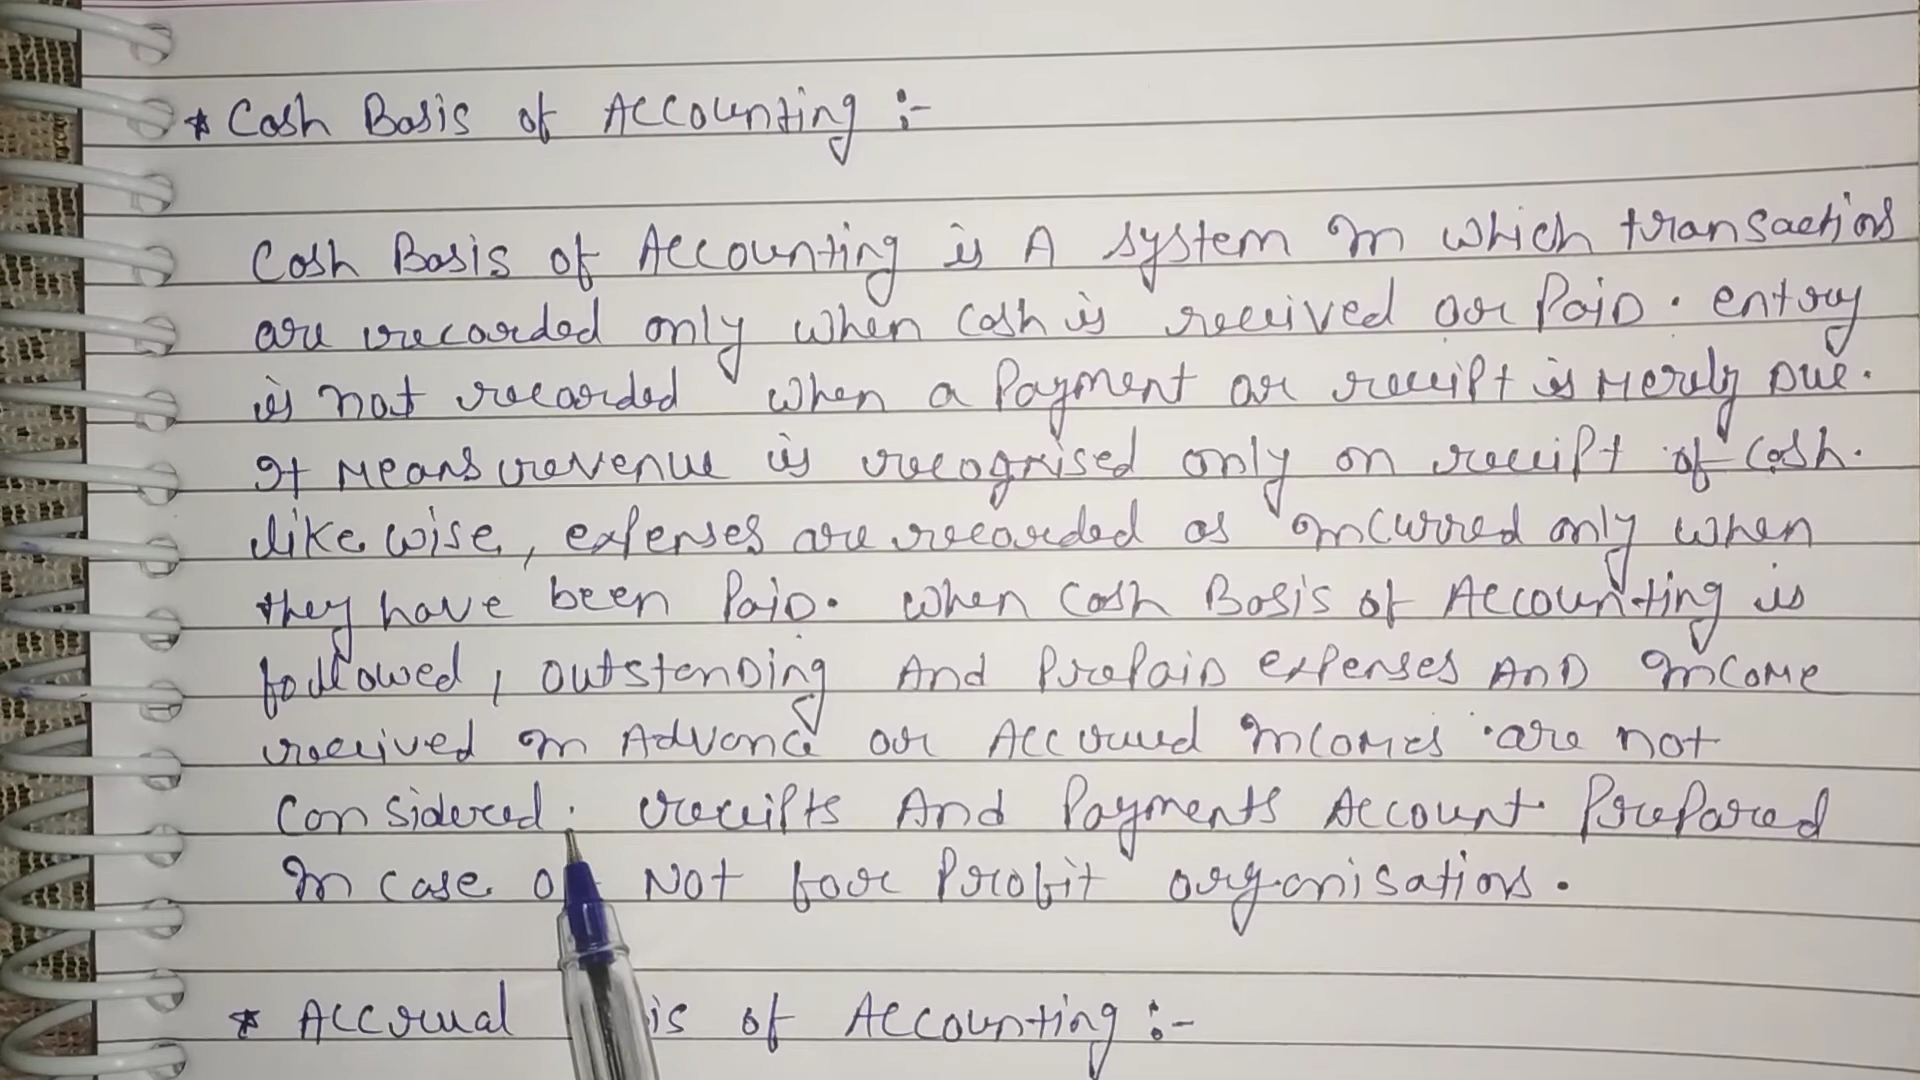 * Cash Basis of Accounting :-
Cash Basis of Accounting is A system in which transactions
are recorded only when cash is received or Paid. entry
is not recorded when a Payment or receipt is Merely Due.
It Means revenue is recognised only on receipt of cash.
likewise, expenses are recorded as incurred only when
they have been Paid. When Cash Basis of Accounting is
followed, outstanding And Prepaid expenses And income
received in Advance or Accrued incomes are not
Considered. receipts And Payments Account Prepared
in case of Not for Profit organisations.
* Accrual is of Accounting :-